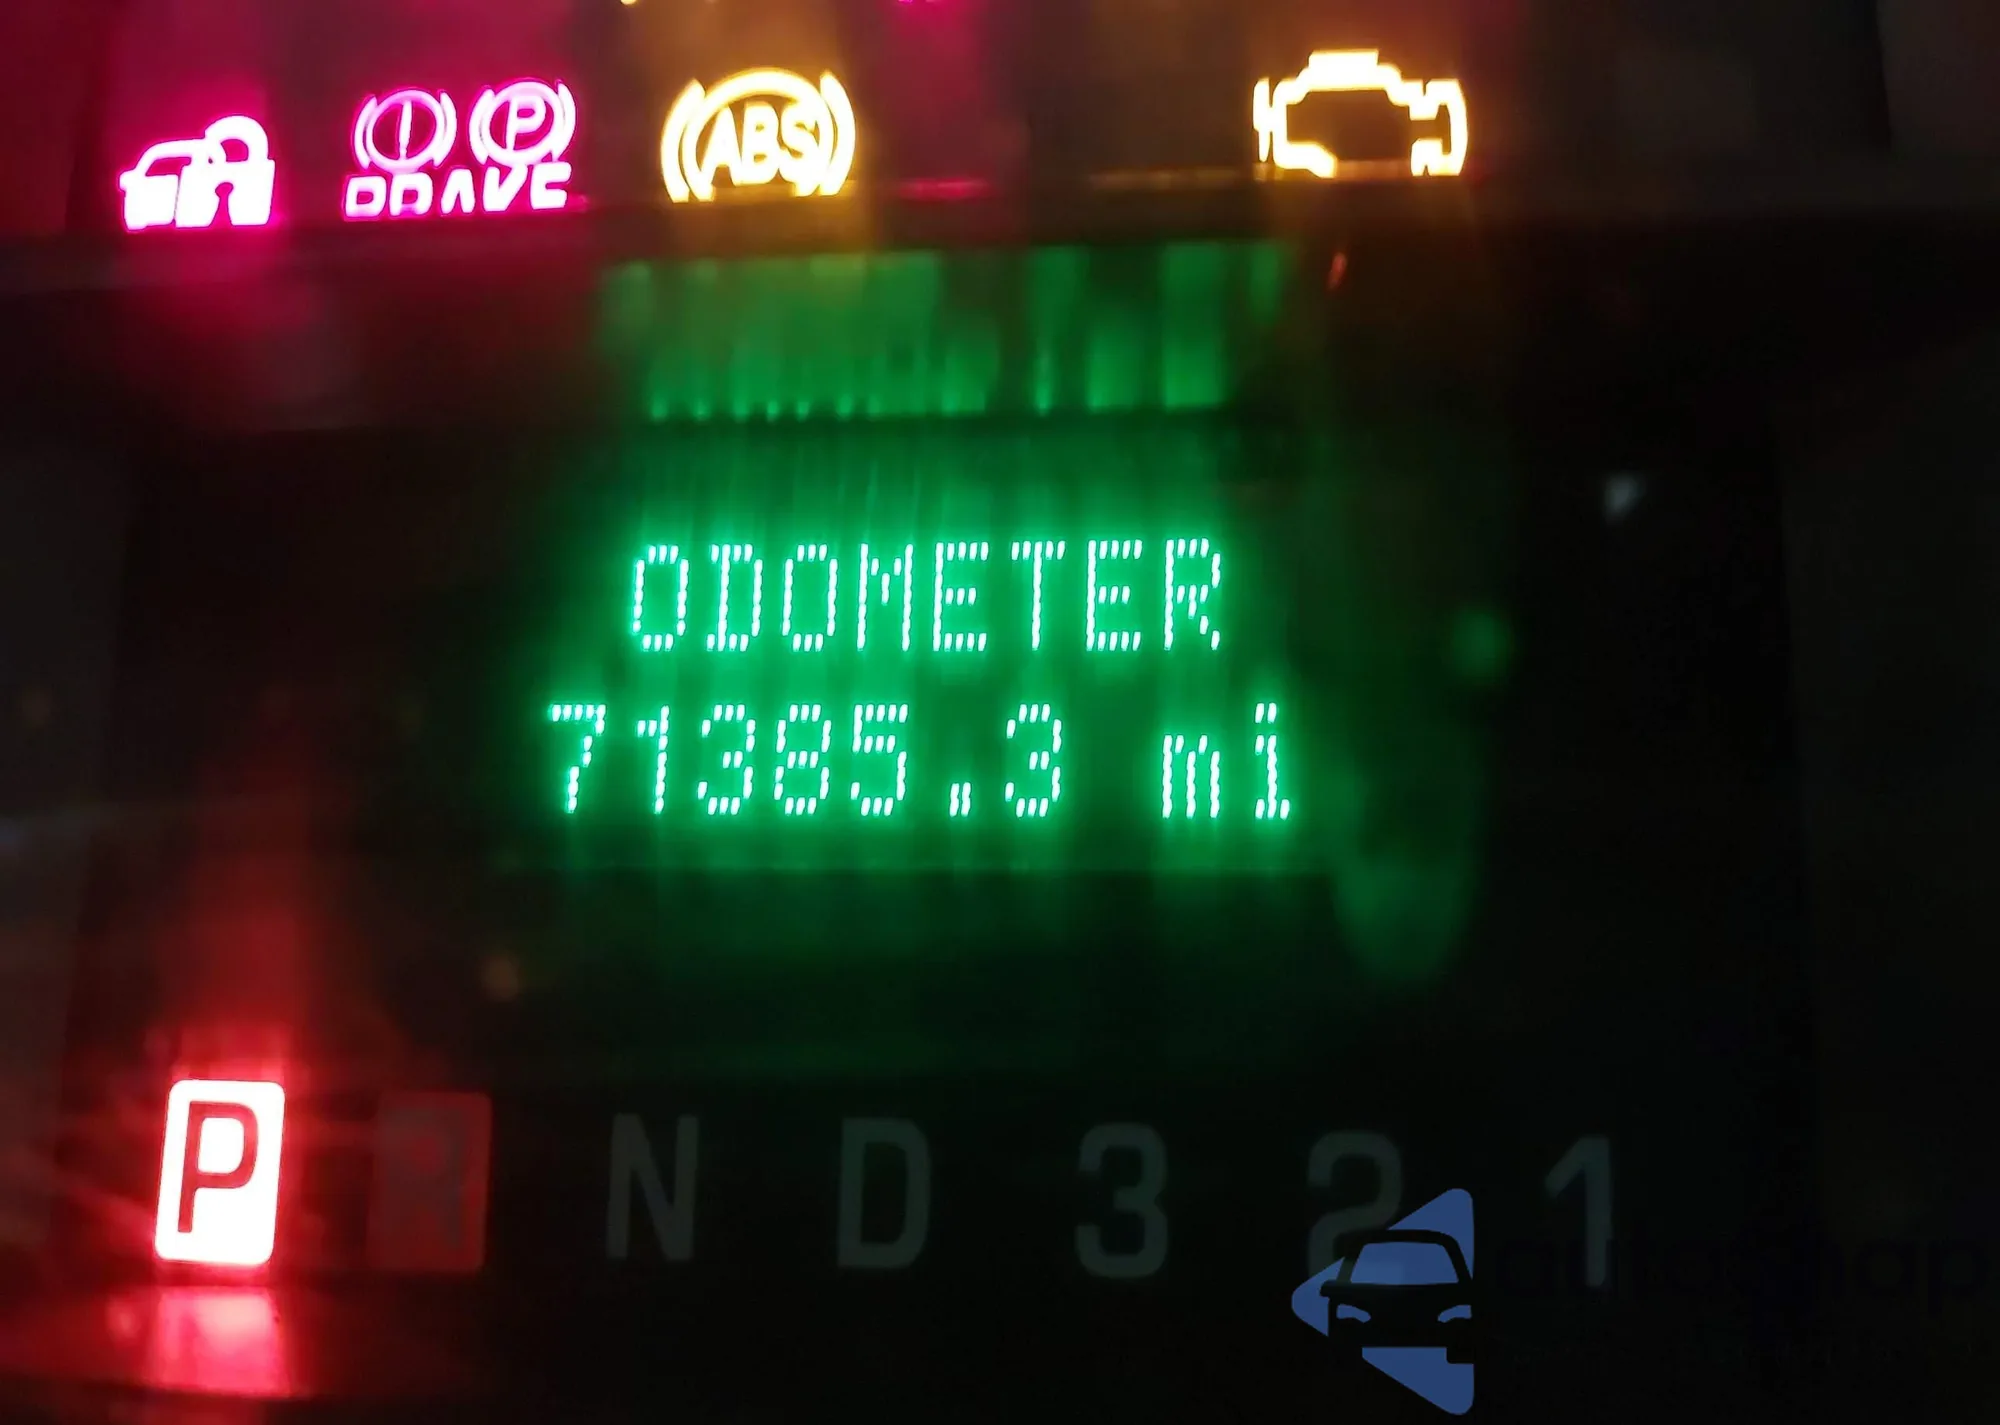 BRAKE
ABS
ODOMETER
71385.3 mi
P R N D 3 2 1